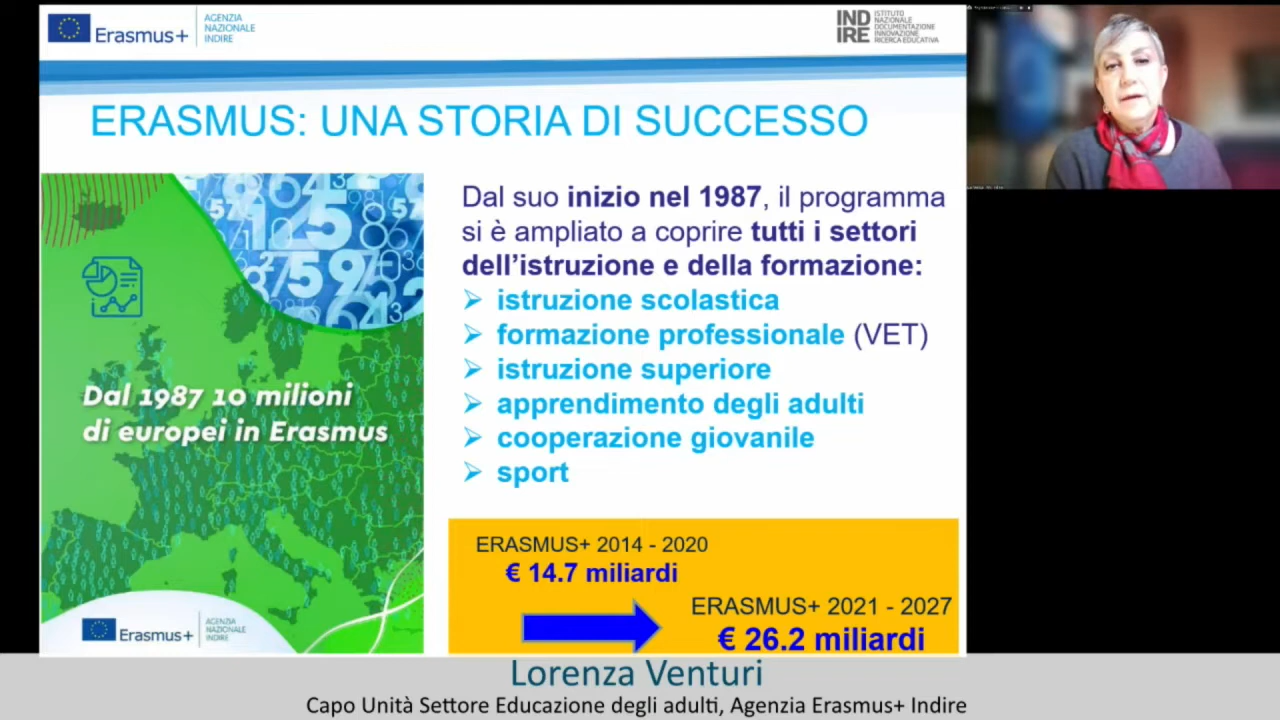 Erasmus+
AGENZIA
NAZIONALE
INDIRE
IND
IRE
ISTITUTO
NAZIONALE
DOCUMENTAZIONE
INNOVAZIONE
RICERCA EDUCATIVA
ERASMUS: UNA STORIA DI SUCCESSO
Dal 1987 10 milioni
di europei in Erasmus
Erasmus+
AGENZIA
NAZIONALE
INDIRE
Dal suo inizio nel 1987, il programma
si è ampliato a coprire tutti i settori
dell'istruzione e della formazione:
istruzione scolastica
formazione professionale (VET)
istruzione superiore
apprendimento degli adulti
cooperazione giovanile
sport
ERASMUS+ 2014 - 2020
€ 14.7 miliardi
ERASMUS+ 2021 - 2027
€ 26.2 miliardi
Lorenza Venturi
Capo Unità Settore Educazione degli adulti, Agenzia Erasmus+ Indire